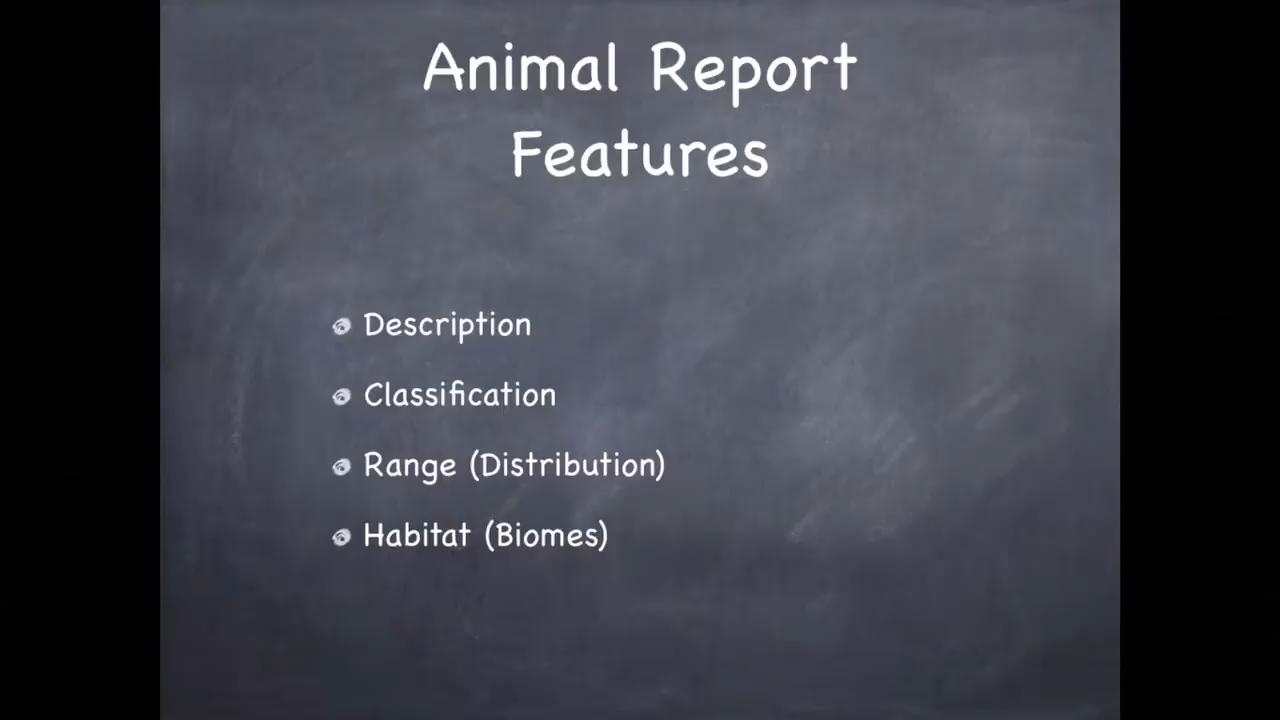 Animal Report
Features
Description
Classification
Range (Distribution)
Habitat (Biomes)